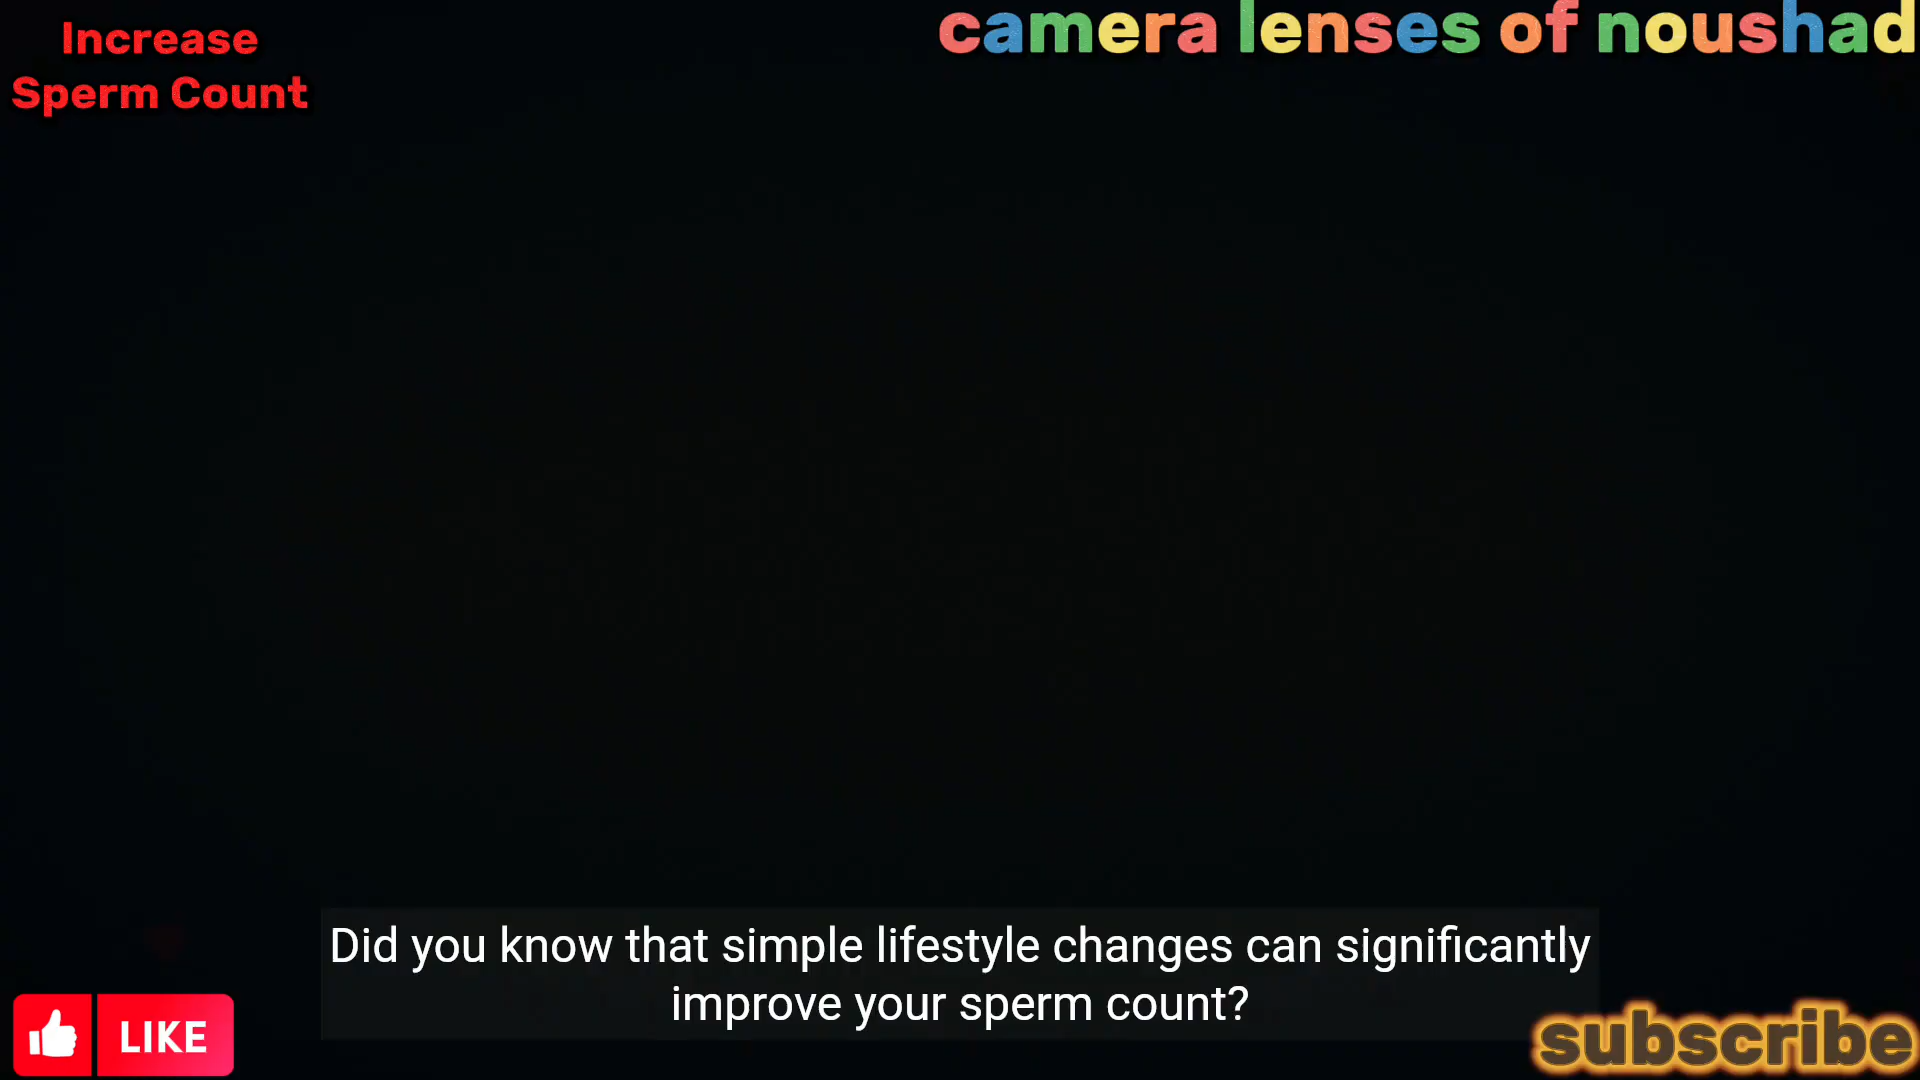 Increase
Sperm Count
camera lenses of noushad
Did you know that simple lifestyle changes can significantly
improve your sperm count?
LIKE
subscribe